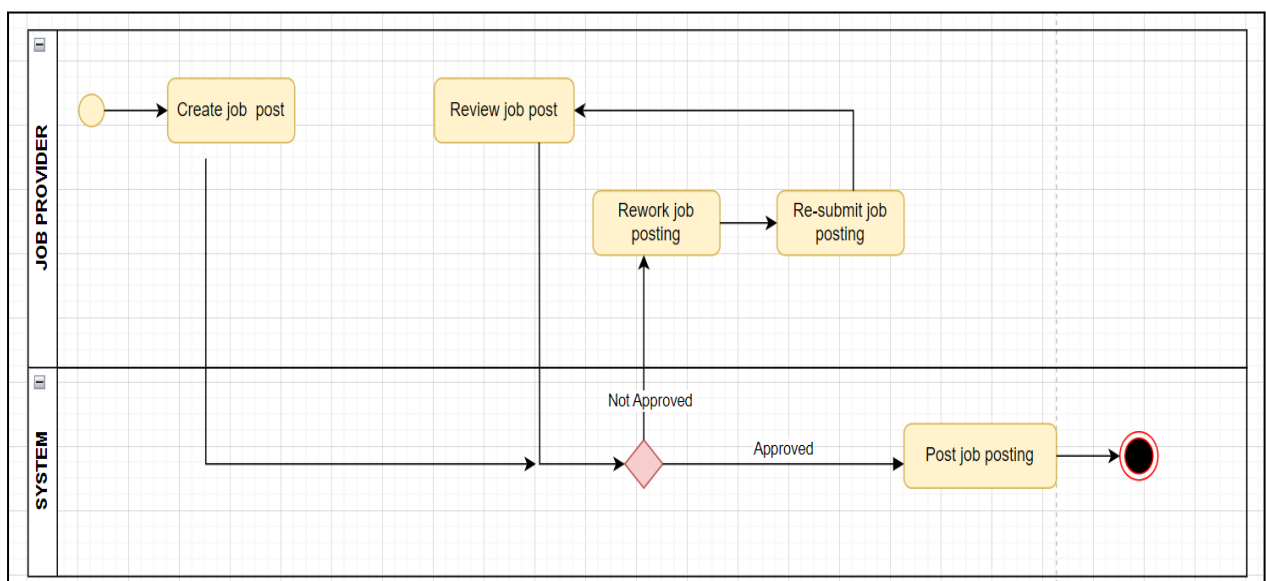 JOB PROVIDER
Create job post
Review job post
Rework job
posting
Re-submit job
posting
SYSTEM
Not Approved
Approved
Post job posting